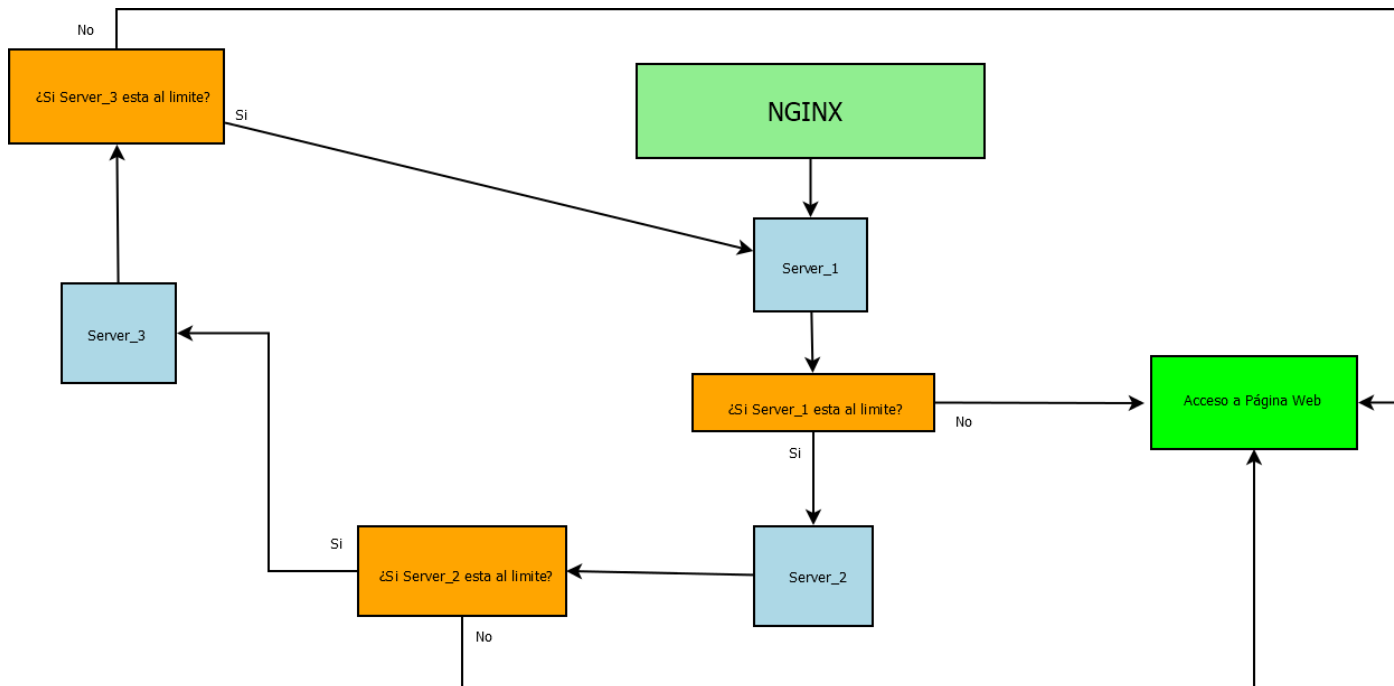 No
¿Si Server_3 esta al limite?
Si
NGINX
Server_1
Server_3
¿Si Server_1 esta al limite?
No
Acceso a Página Web
Si
Si
¿Si Server_2 esta al limite?
Server_2
No